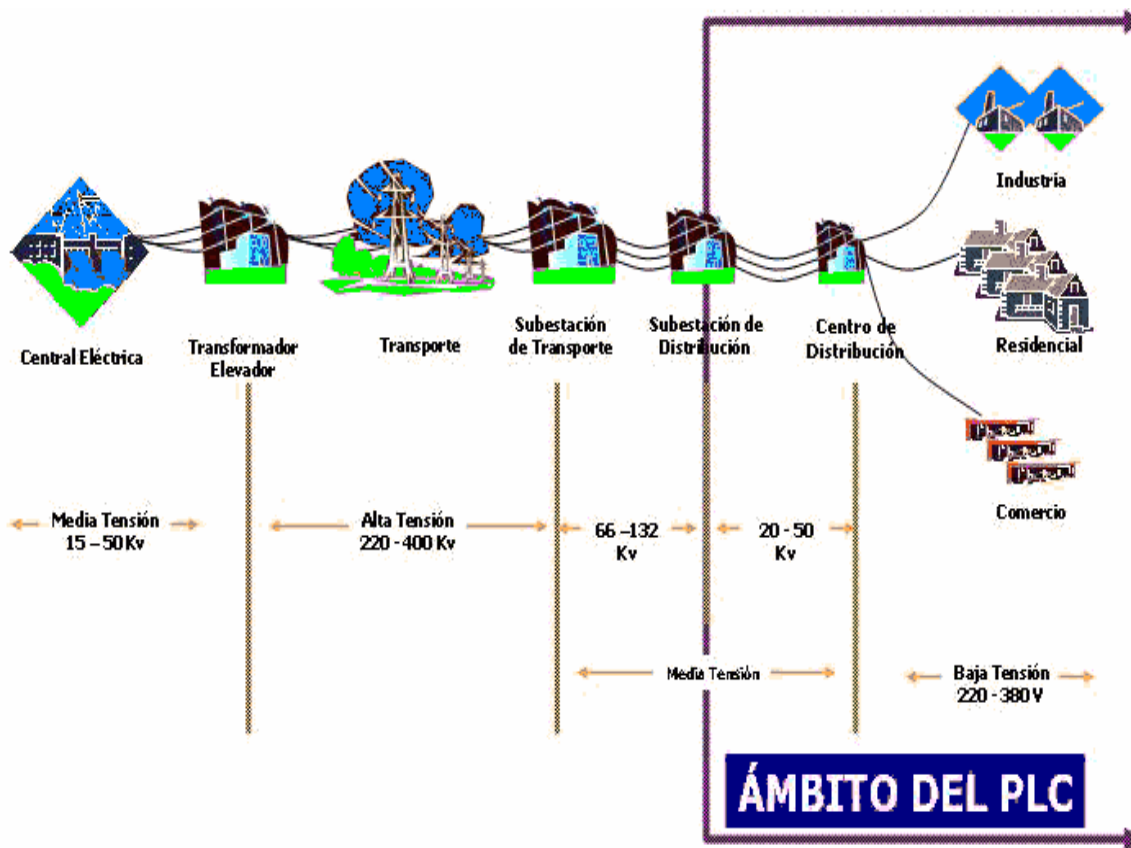 Industria
Central Eléctrica
Transformador
Elevador
Transporte
Subestación
de Transporte
Subestación de
Distribución
Centro de
Distribución
Residencial
Comercio
Media Tensión
15 – 50 Kv
Alta Tensión
220 - 400 Kv
66 –132
Kv
20 - 50
Kv
Media Tensión
Baja Tensión
220 - 380 V
ÁMBITO DEL PLC